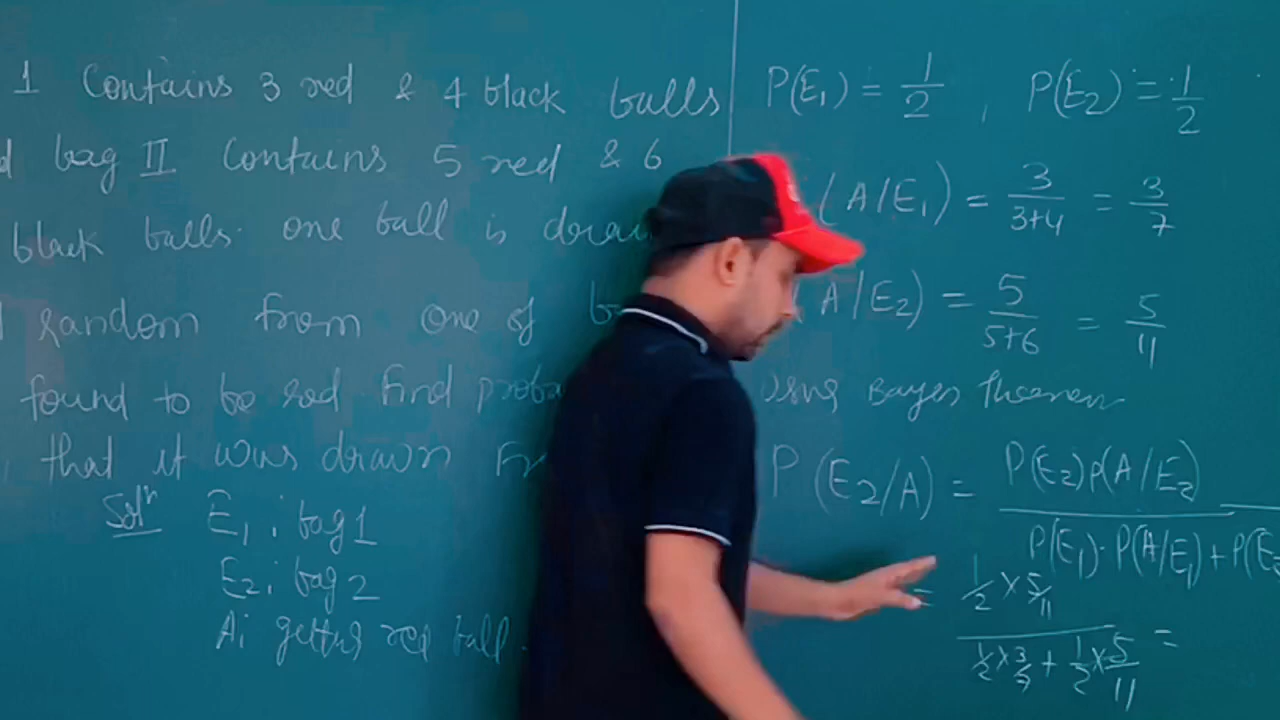 1 Contains 3 red & 4 black balls
bag II Contains 5 red & 6
black balls. one ball is
random from one of
found to be red find
that it was drawn
Solⁿ E₁ : bag 1
E₂ : bag 2
A : getting red ball.
P(E₁) = 1/2 , P(E₂) = 1/2
(A/E₁) = 3/(3+4) = 3/7
A/E₂) = 5/(5+6) = 5/11
Using Bayes theorem
P(E₂/A) = P(E₂)P(A/E₂) / P(E₁)·P(A/E₁)+P(E₂
= (1/2 × 5/11) / (1/2 × 3/7 + 1/2 × 5/11) =